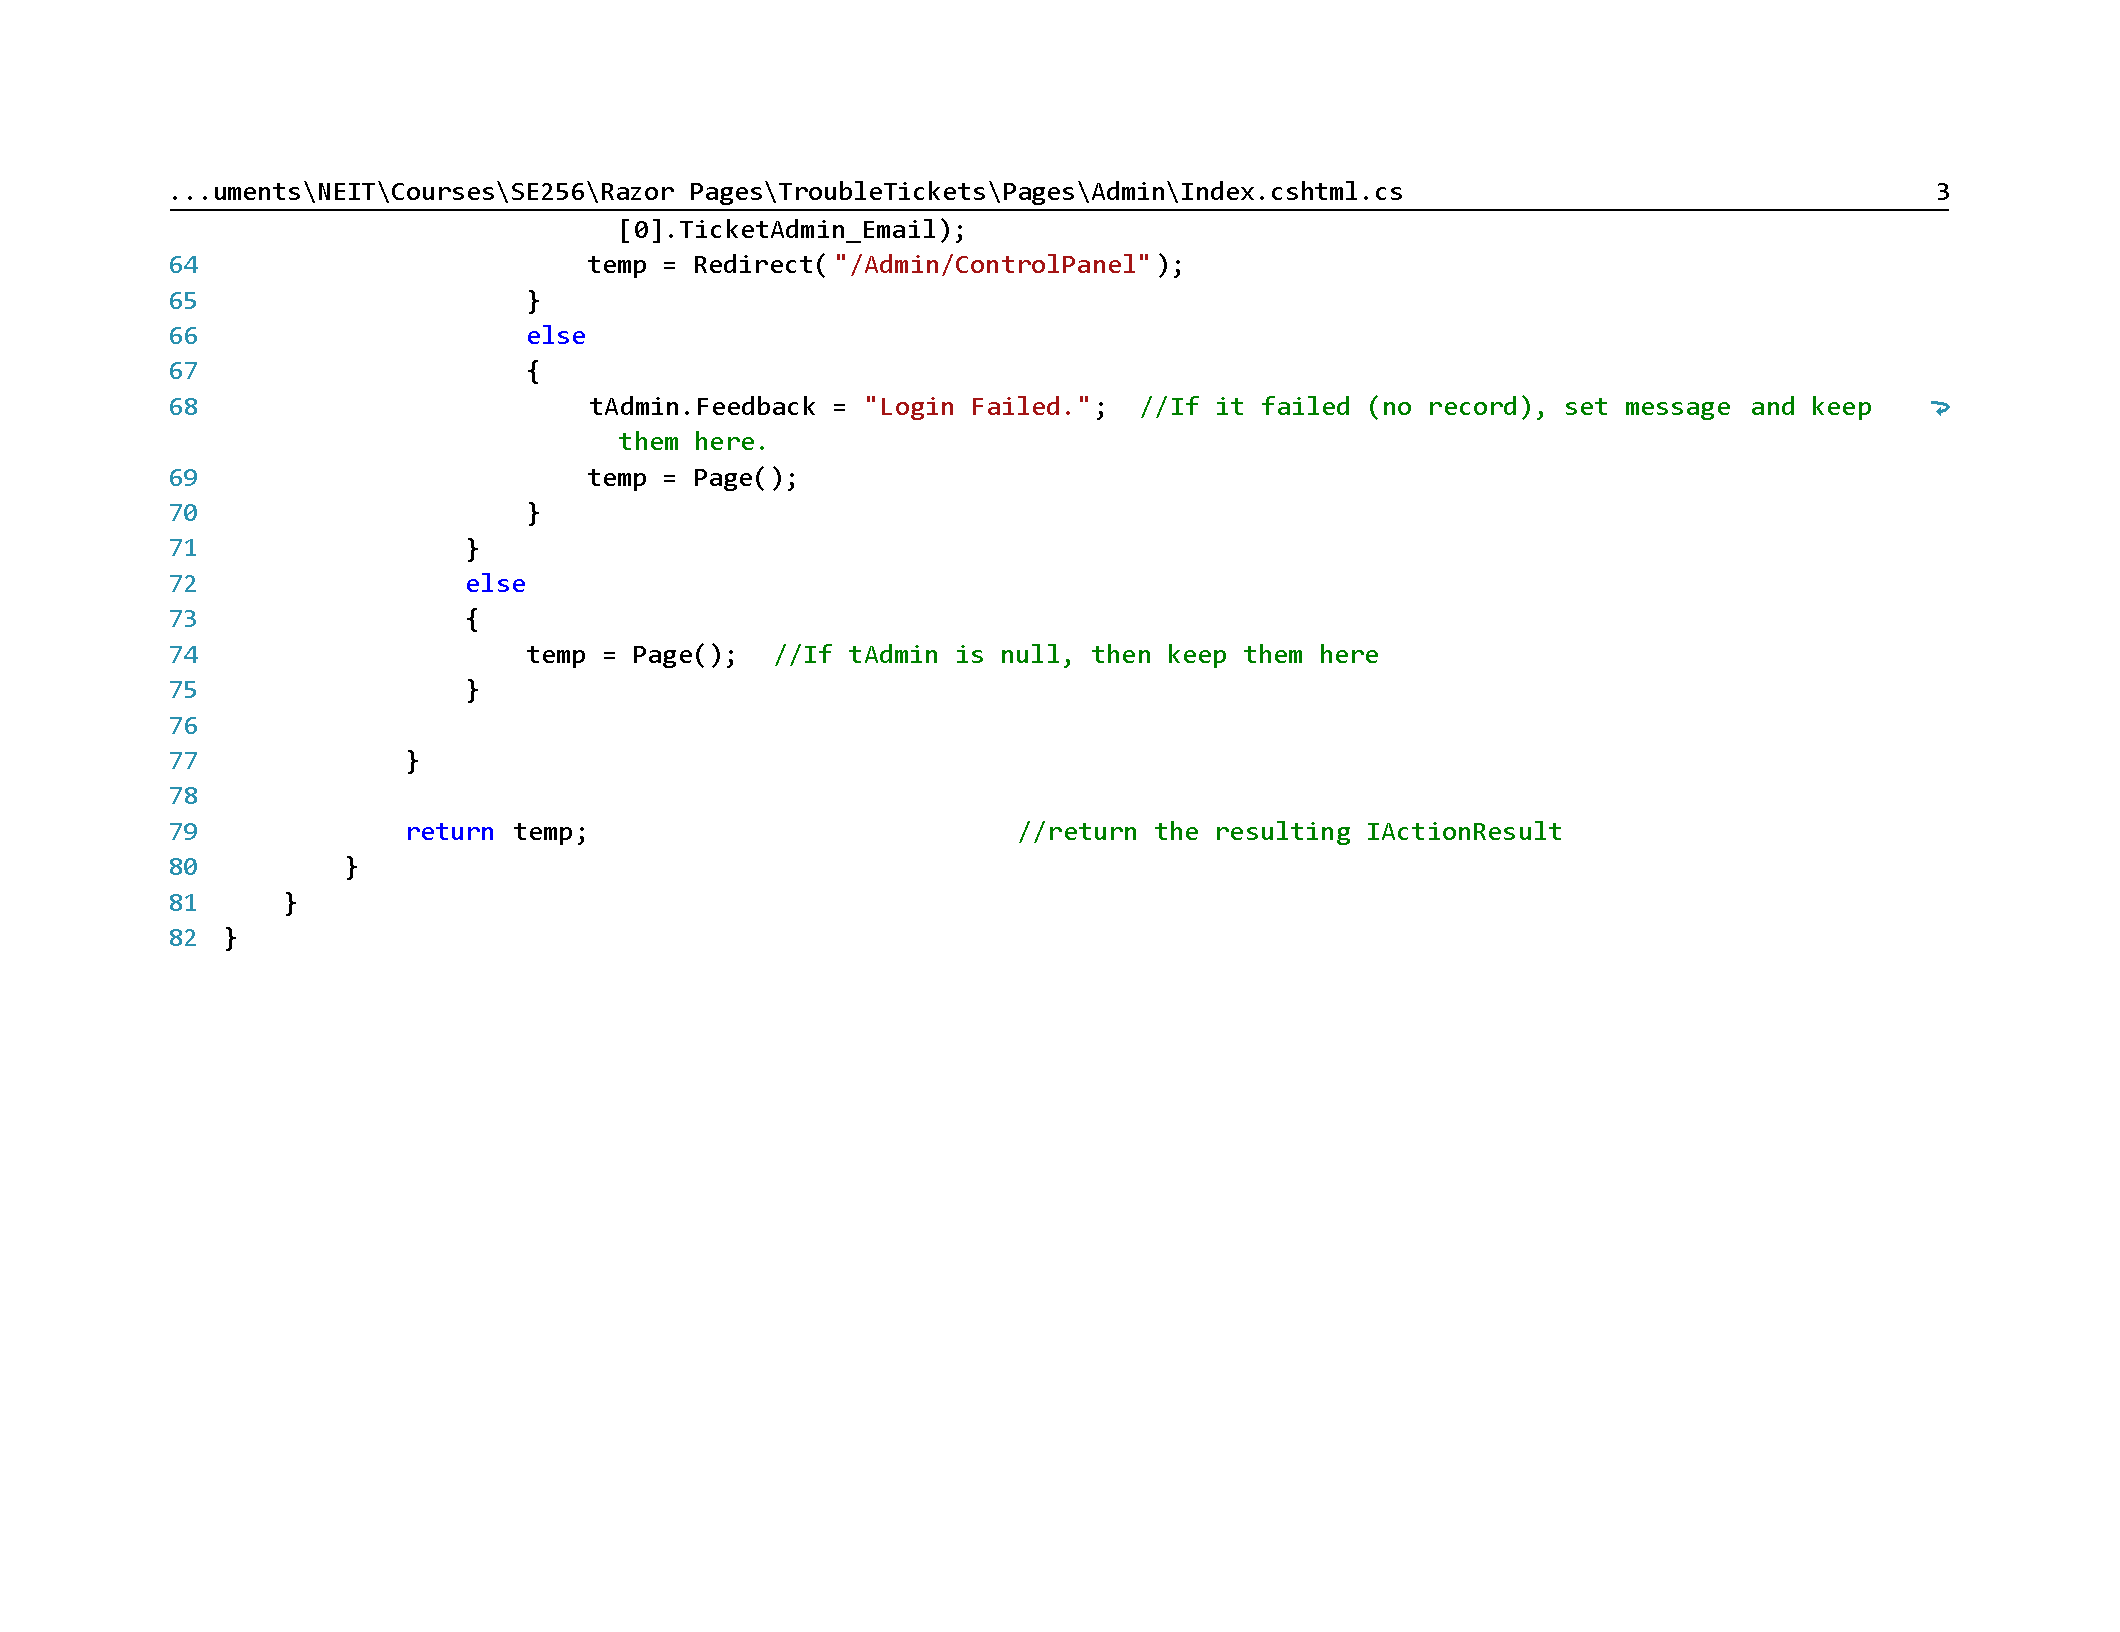 ...uments\NEIT\Courses\SE256\Razor Pages\TroubleTickets\Pages\Admin\Index.cshtml.cs 3
[0].TicketAdmin_Email);
64 temp = Redirect("/Admin/ControlPanel");
65 }
66 else
67 {
68 tAdmin.Feedback = "Login Failed."; //If it failed (no record), set message and keep
them here.
69 temp = Page();
70 }
71 }
72 else
73 {
74 temp = Page(); //If tAdmin is null, then keep them here
75 }
76
77 }
78
79 return temp; //return the resulting IActionResult
80 }
81 }
82 }